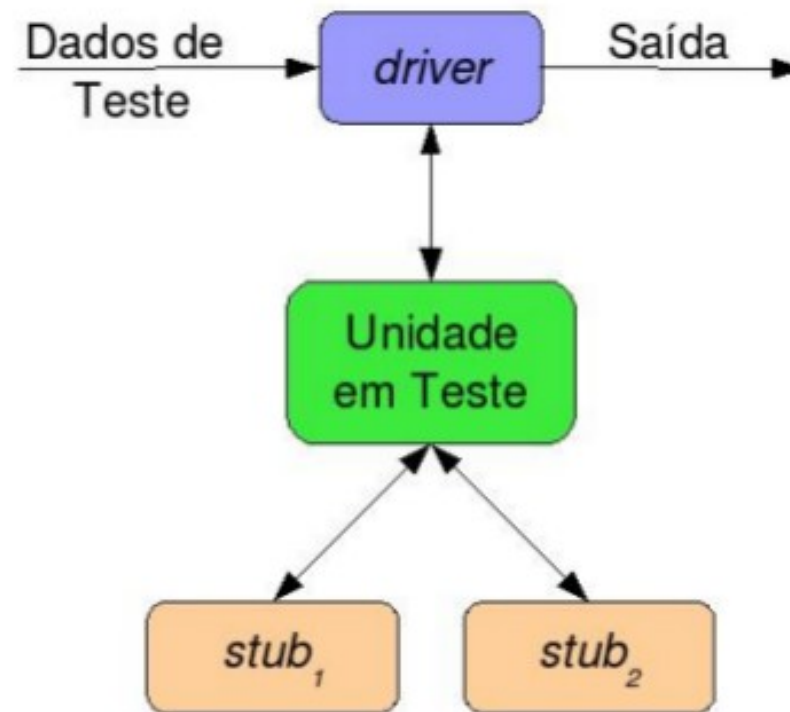 Dados de
Teste
driver
Saída
Unidade
em Teste
stub₁
stub₂